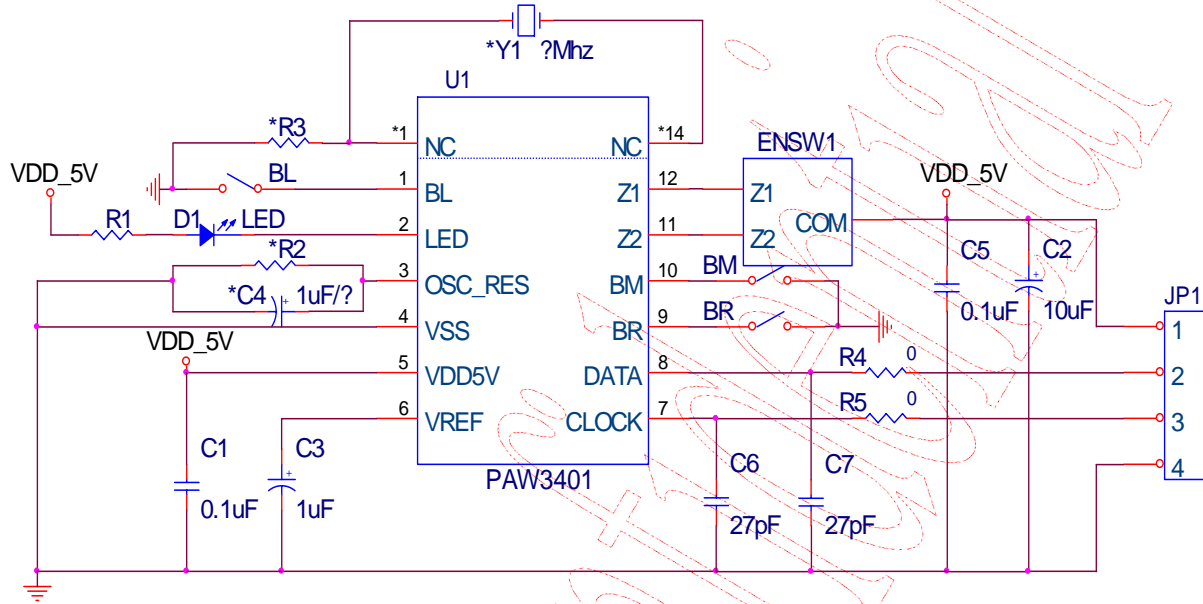 *Y1 ?Mhz
U1
*R3
*1
NC
NC
*14
ENSW1
VDD_5V
BL
1
BL
Z1
12
Z1
VDD_5V
R1
D1
LED
2
LED
Z2
11
Z2
COM
*R2
3
OSC_RES
BM
10
BM
C5
C2
*C4
1uF/?
4
VSS
BR
9
BR
0.1uF
10uF
JP1
1
VDD_5V
5
VDD5V
DATA
8
R4
0
2
6
VREF
CLOCK
7
R5
0
3
C1
C3
C6
C7
4
PAW3401
0.1uF
1uF
27pF
27pF